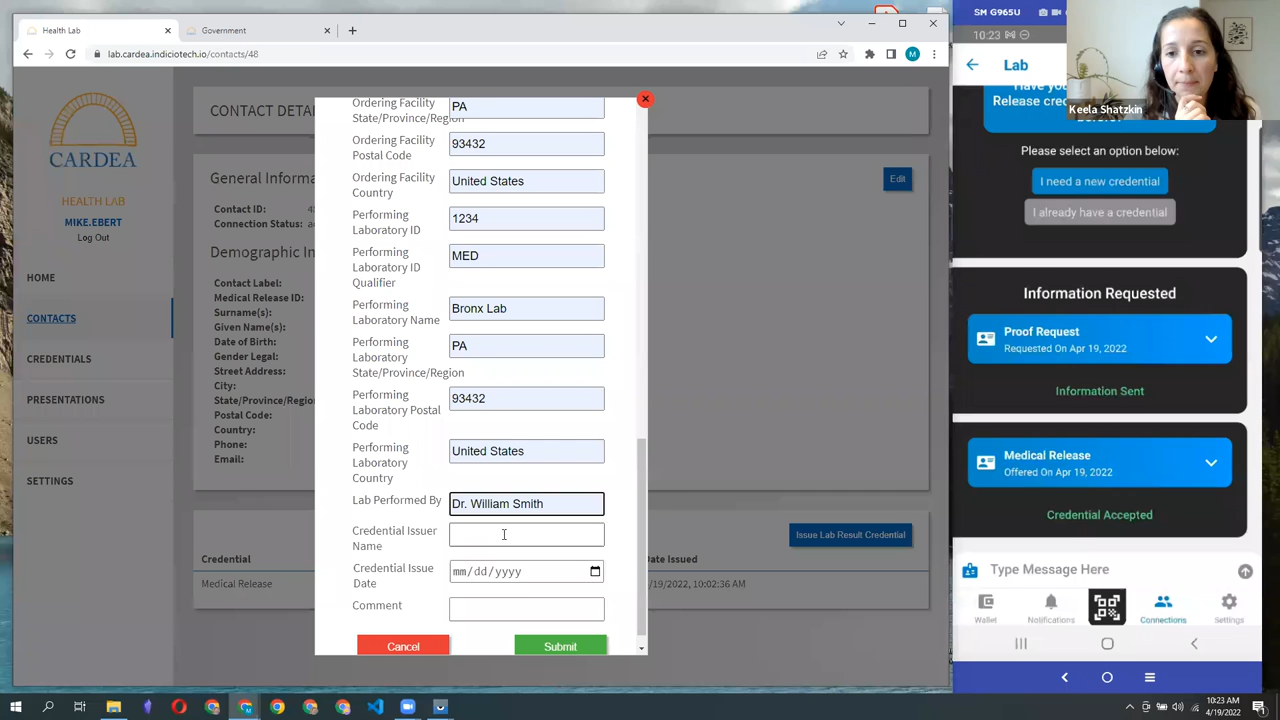 Health Lab
Government
lab.cardea.indiciotech.io/contacts/48
M
CARDEA
HEALTH LAB
MIKE.EBERT
Log Out
HOME
CONTACTS
CREDENTIALS
PRESENTATIONS
USERS
SETTINGS
CONTACT DETA
General Informa
Contact ID: 4
Connection Status: a
Demographic In
Contact Label:
Medical Release ID:
Surname(s):
Given Name(s):
Date of Birth:
Gender Legal:
Street Address:
City:
State/Province/Region
Postal Code:
Country:
Phone:
Email:
Edit
Issue Lab Result Credential
Credential
Date Issued
Medical Release
/19/2022, 10:02:36 AM
Ordering Facility
State/Province/Region
PA
Ordering Facility
Postal Code
93432
Ordering Facility
Country
United States
Performing
Laboratory ID
1234
Performing
Laboratory ID
Qualifier
MED
Performing
Laboratory Name
Bronx Lab
Performing
Laboratory
State/Province/Region
PA
Performing
Laboratory Postal
Code
93432
Performing
Laboratory
Country
United States
Lab Performed By
Dr. William Smith
Credential Issuer
Name
Credential Issue
Date
mm/dd/yyyy
Comment
Cancel
Submit
SM G965U
10:23
Lab
Keela Shatzkin
Have you
Release cre
Please select an option below:
I need a new credential
I already have a credential
Information Requested
Proof Request
Requested On Apr 19, 2022
Information Sent
Medical Release
Offered On Apr 19, 2022
Credential Accepted
Type Message Here
Wallet
Notifications
Connections
Settings
10:23 AM
4/19/2022